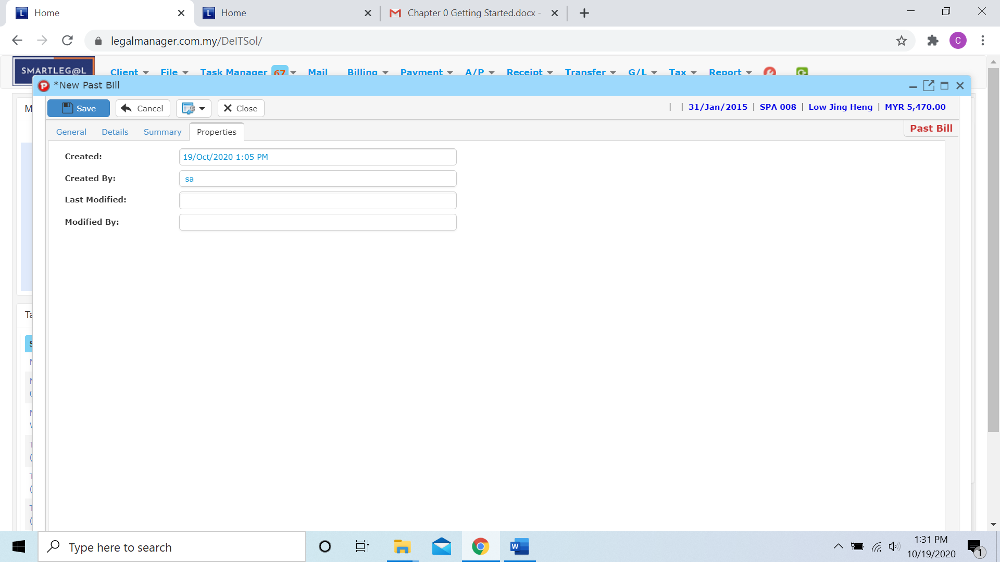 Home
Home
Chapter 0 Getting Started.docx -
legalmanager.com.my/DeITSol/
C
SMARTLEG@L
Client
File
Task Manager 67
Mail
Billing
Payment
A/P
Receipt
Transfer
G/L
Tax
Report
*New Past Bill
Save
Cancel
Close
| | 31/Jan/2015 | SPA 008 | Low Jing Heng | MYR 5,470.00
General
Details
Summary
Properties
Past Bill
Created:
19/Oct/2020 1:05 PM
Created By:
sa
Last Modified:
Modified By:
Type here to search
1:31 PM
10/19/2020
1